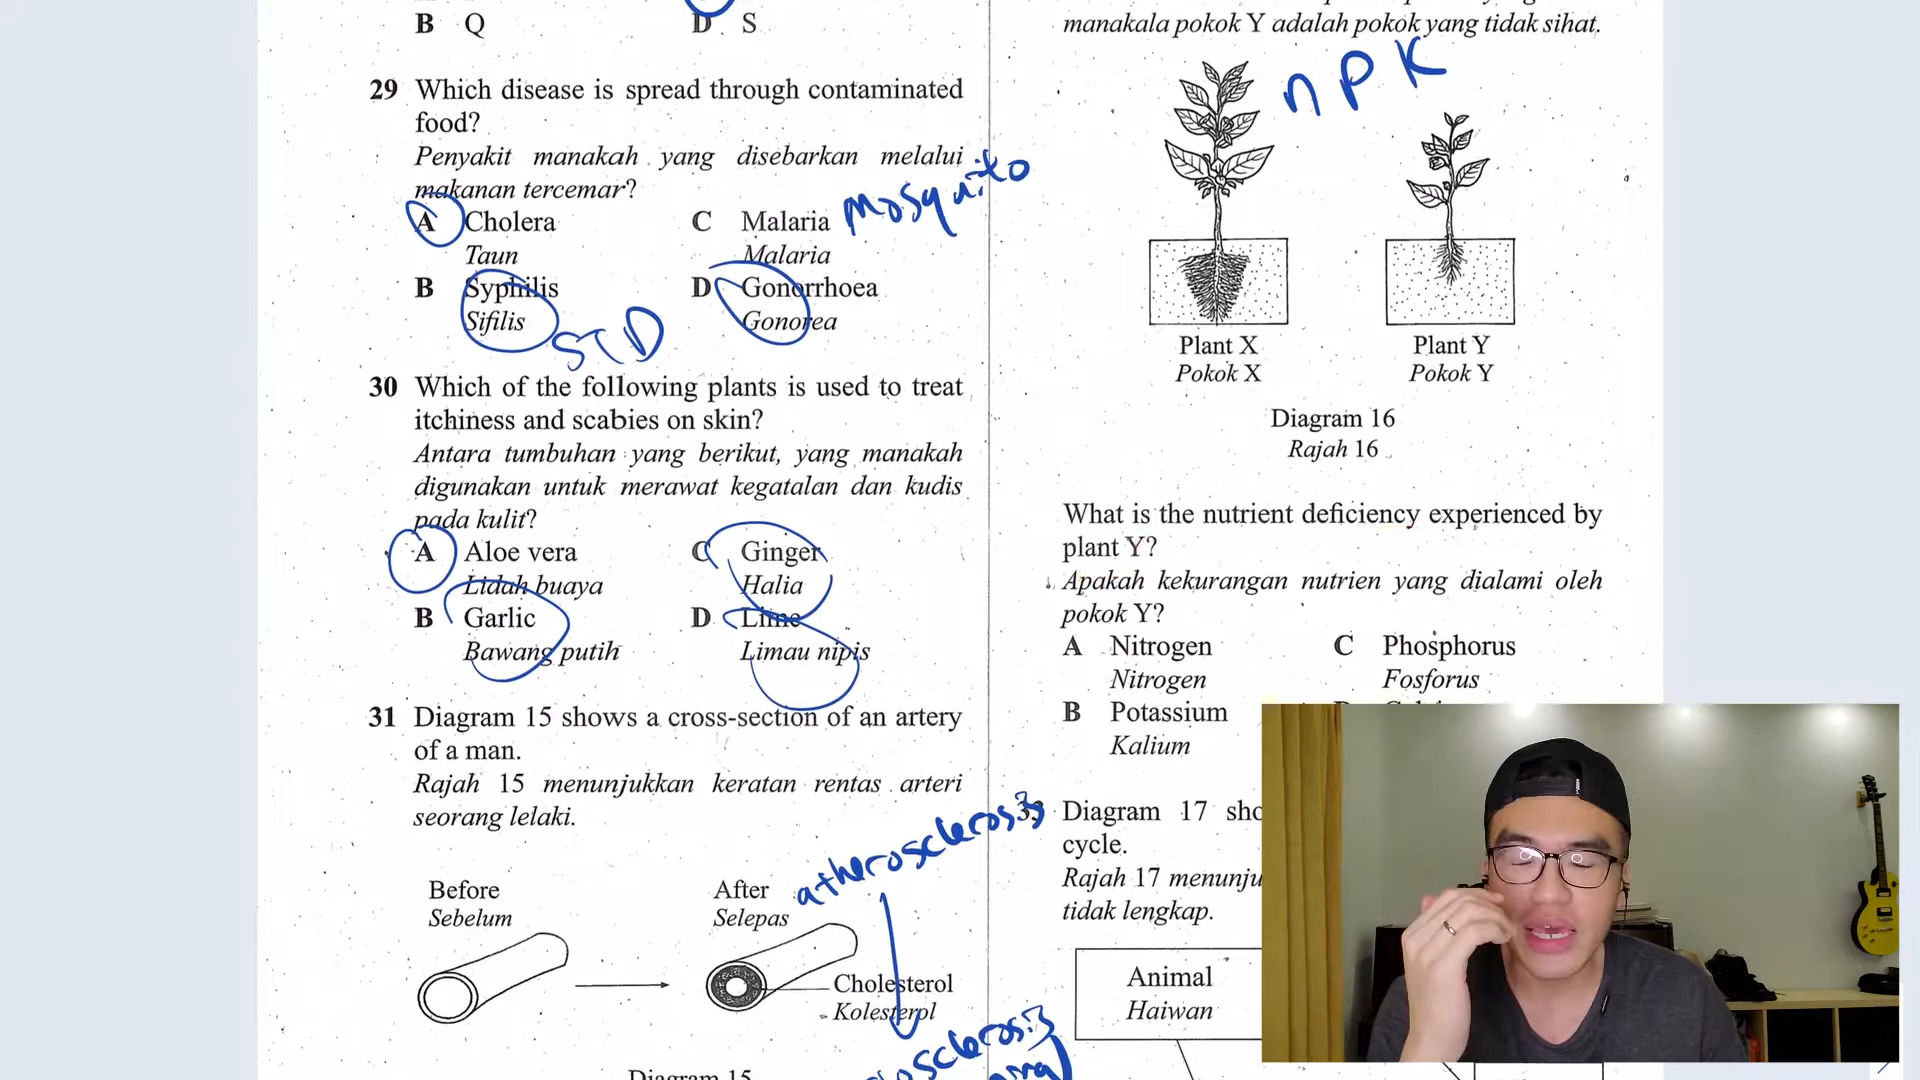 B Q D S
29 Which disease is spread through contaminated
food?
Penyakit manakah yang disebarkan melalui
makanan tercemar?
A Cholera C Malaria mosquito
Taun Malaria
B Syphilis D Gonorrhoea
Sifilis Gonorea
STD
30 Which of the following plants is used to treat
itchiness and scabies on skin?
Antara tumbuhan yang berikut, yang manakah
digunakan untuk merawat kegatalan dan kudis
pada kulit?
A Aloe vera C Ginger
Lidah buaya Halia
B Garlic D Lime
Bawang putih Limau nipis
31 Diagram 15 shows a cross-section of an artery
of a man.
Rajah 15 menunjukkan keratan rentas arteri
seorang lelaki.
atherosclerosis
Before After
Sebelum Selepas
Cholesterol
Kolesterol
Diagram 15
manakala pokok Y adalah pokok yang tidak sihat.
n P K
Plant X Plant Y
Pokok X Pokok Y
Diagram 16
Rajah 16
What is the nutrient deficiency experienced by
plant Y?
Apakah kekurangan nutrien yang dialami oleh
pokok Y?
A Nitrogen C Phosphorus
Nitrogen Fosforus
B Potassium
Kalium
33 Diagram 17 sho
cycle.
Rajah 17 menunju
tidak lengkap.
Animal
Haiwan